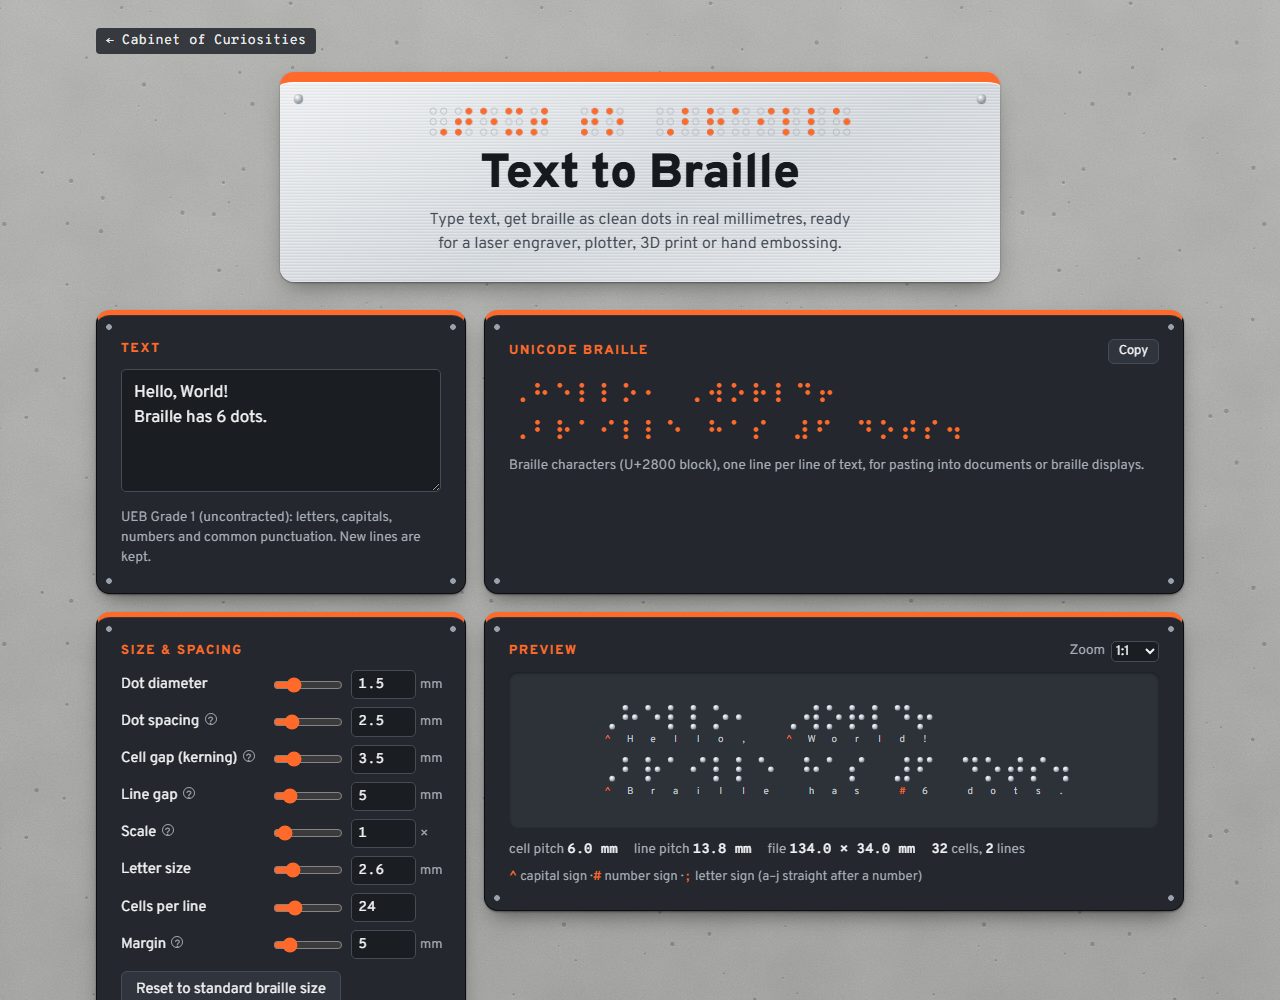 ← Cabinet of Curiosities
⠠⠞⠑⠭⠞ ⠞⠕ ⠠⠃⠗⠁⠊⠇⠇⠑
Text to Braille
Type text, get braille as clean dots in real millimetres, ready
for a laser engraver, plotter, 3D print or hand embossing.
TEXT
Hello, World!
Braille has 6 dots.
UEB Grade 1 (uncontracted): letters, capitals,
numbers and common punctuation. New lines are
kept.
UNICODE BRAILLE
Copy
⠠⠓⠑⠇⠇⠕⠂ ⠠⠺⠕⠗⠇⠙⠖
⠠⠃⠗⠁⠊⠇⠇⠑ ⠓⠁⠎ ⠼⠋ ⠙⠕⠞⠎⠲
Braille characters (U+2800 block), one line per line of text, for pasting into documents or braille displays.
SIZE & SPACING
Dot diameter 1.5 mm
Dot spacing ? 2.5 mm
Cell gap (kerning) ? 3.5 mm
Line gap ? 5 mm
Scale ? 1 ×
Letter size 2.6 mm
Cells per line 24
Margin ? 5 mm
Reset to standard braille size
PREVIEW
Zoom 1:1
⠠⠓⠑⠇⠇⠕⠂ ⠠⠺⠕⠗⠇⠙⠖
^ H e l l o , ^ W o r l d !
⠠⠃⠗⠁⠊⠇⠇⠑ ⠓⠁⠎ ⠼⠋ ⠙⠕⠞⠎⠲
^ B r a i l l e h a s # 6 d o t s .
cell pitch 6.0 mm line pitch 13.8 mm file 134.0 × 34.0 mm 32 cells, 2 lines
^ capital sign · # number sign · ; letter sign (a–j straight after a number)